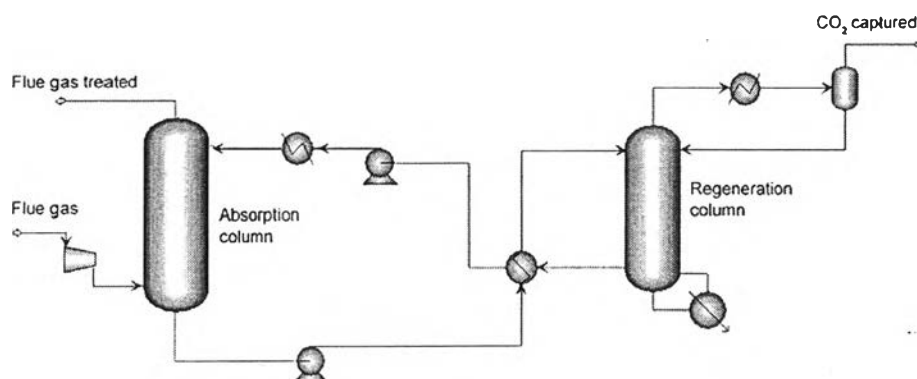 CO₂ captured
Flue gas treated
Flue gas
Absorption
column
Regeneration
column